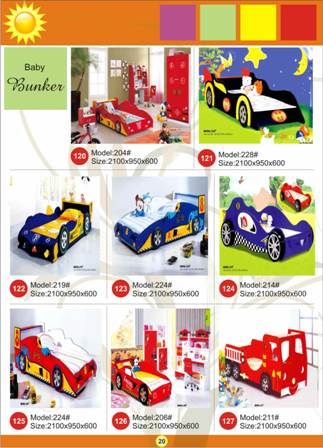 Baby
Bunker
120 Model:204#
Size:2100x950x600
121 Model:228#
Size:2100x950x600
122 Model:219#
Size:2100x950x600
123 Model:224#
Size:2100x950x600
124 Model:214#
Size:2100x950x600
125 Model:224#
Size:2100x950x600
126 Model:206#
Size:2100x950x600
127 Model:211#
Size:2100x950x600
20